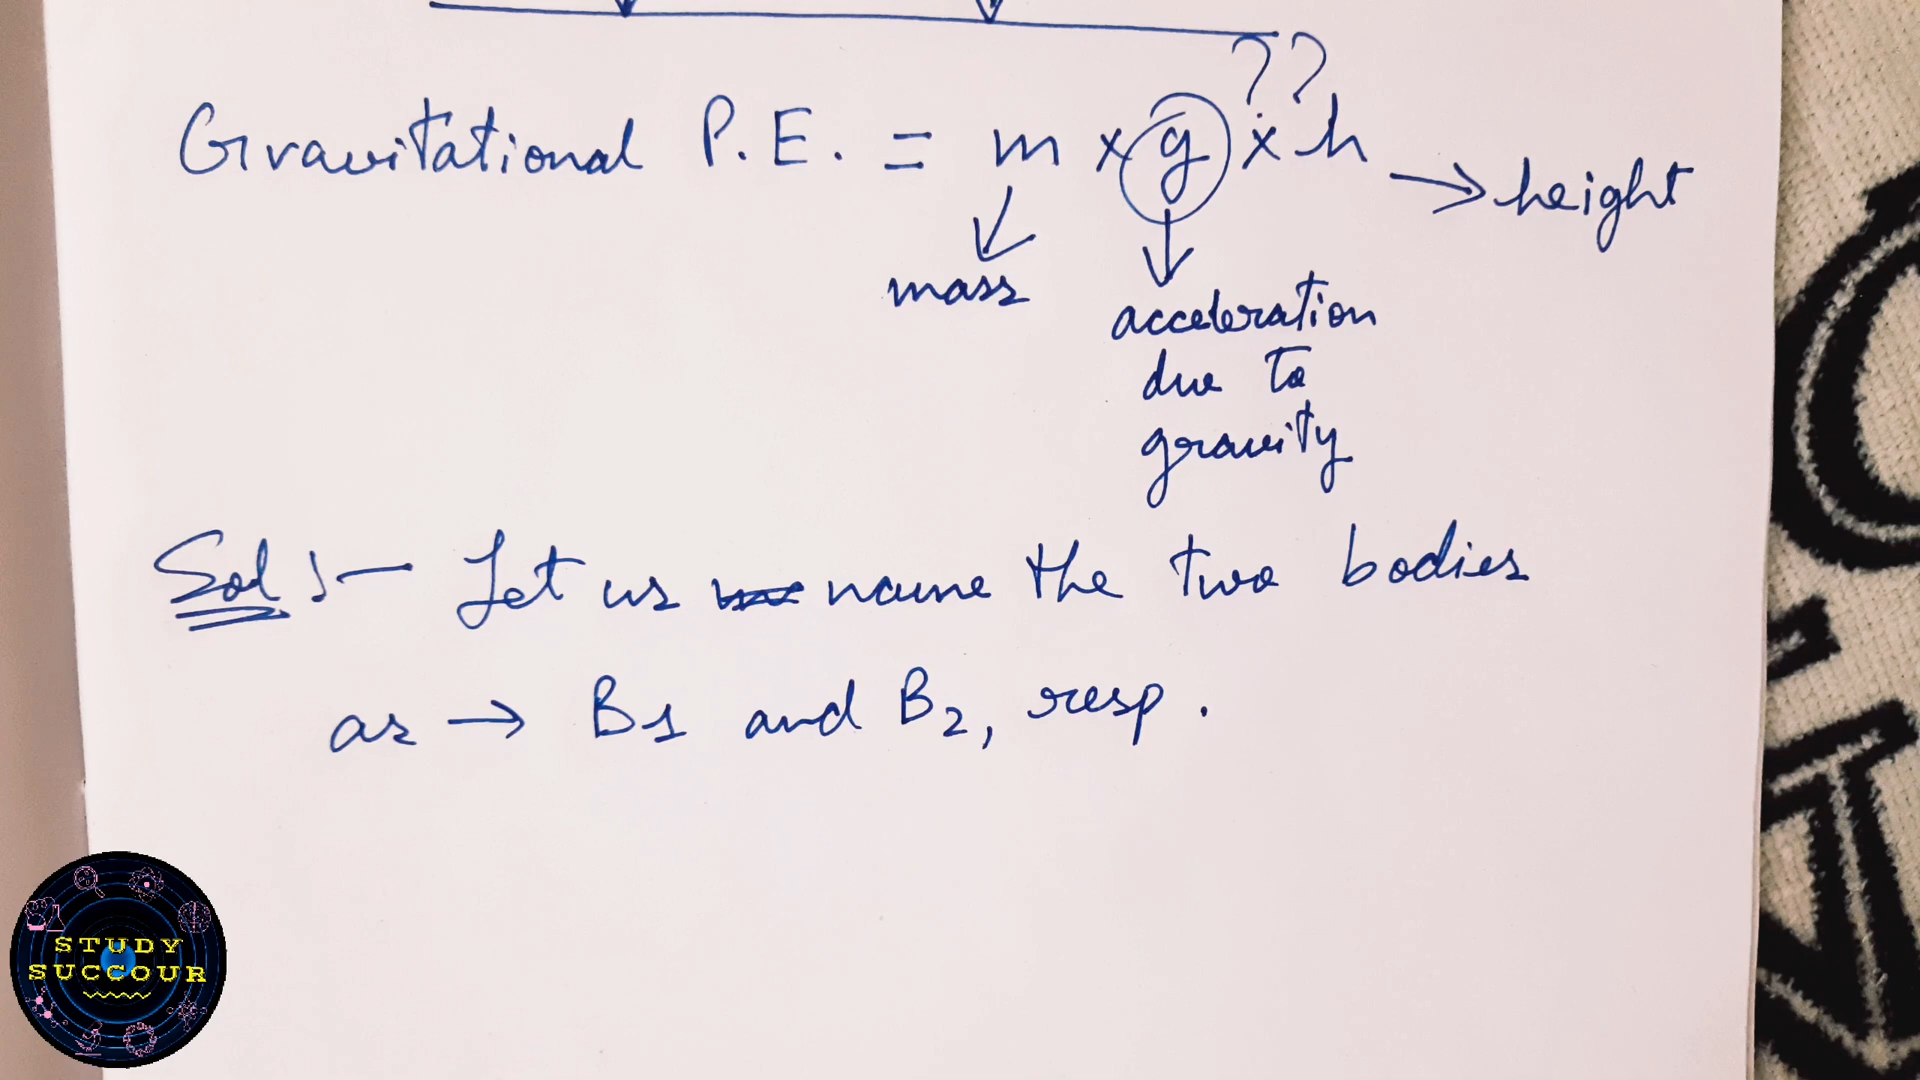 ??
Gravitational P.E. = m x g x h → height
mass
acceleration
due to
gravity
Sol :- Let us name the two bodies
as → B1 and B2, resp.
STUDY
SUCCOUR